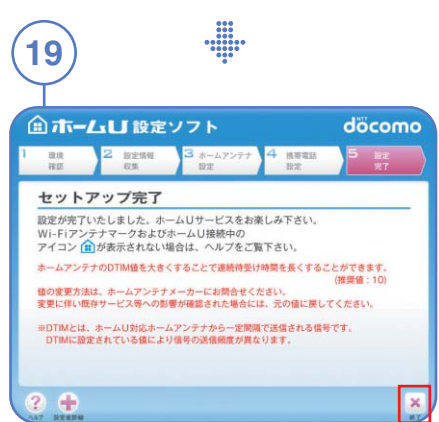 19
ホームU 設定ソフト
NTT
döcomo
1 環境確認
2 設定情報収集
3 ホームアンテナ設定
4 携帯電話設定
5 設定完了
セットアップ完了
設定が完了いたしました。ホームUサービスをお楽しみ下さい。
Wi-Fiアンテナマークおよびホーム U接続中の
アイコン が表示されない場合は、ヘルプをご覧下さい。
ホームアンテナのDTIM値を大きくすることで連続待受け時間を長くすることができます。
(推奨値:10)
値の変更方法は、ホームアンテナメーカーにお問合せください。
変更に伴い既存サービス等への影響が確認された場合には、元の値に戻してください。
※DTIMとは、ホームU対応ホームアンテナから一定間隔で送信される信号です。
DTIMに設定されている値により信号の送信頻度が異なります。
ヘルプ
設定値詳細
終了